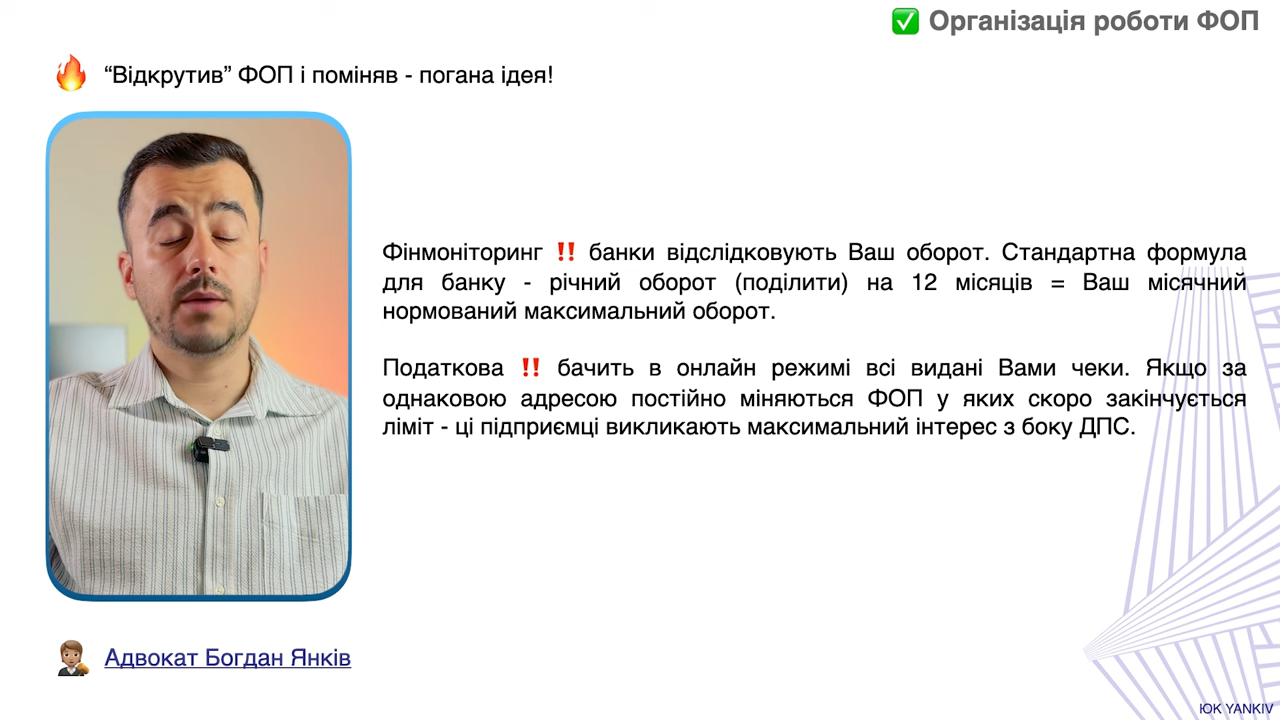 ✅ Організація роботи ФОП
🔥 “Відкрутив” ФОП і поміняв - погана ідея!
Фінмоніторинг ‼️ банки відслідковують Ваш оборот. Стандартна формула
для банку - річний оборот (поділити) на 12 місяців = Ваш місячний
нормований максимальний оборот.
Податкова ‼️ бачить в онлайн режимі всі видані Вами чеки. Якщо за
однаковою адресою постійно міняються ФОП у яких скоро закінчується
ліміт - ці підприємці викликають максимальний інтерес з боку ДПС.
Адвокат Богдан Янків
ЮК YANKIV